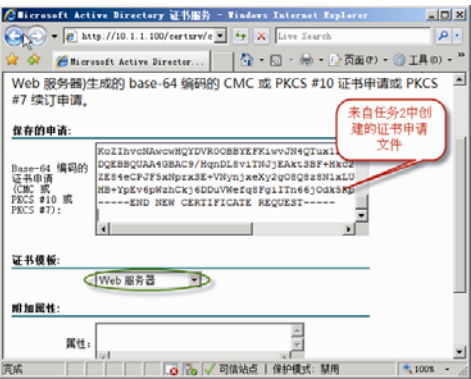 Microsoft Active Directory 证书服务 - Windows Internet Explorer
http://10.1.1.100/certsrv/c
Live Search
Microsoft Active Director...
页面(P)
工具(O)
Web 服务器)生成的 base-64 编码的 CMC 或 PKCS #10 证书申请或 PKCS
#7 续订申请。
来自任务2中创
建的证书申请
文件
保存的申请:
Base-64 编码的
证书申请
(CMC 或
PKCS #10 或
PKCS #7):
-----END NEW CERTIFICATE REQUEST-----
证书模板:
Web 服务器
附加属性:
属性:
完成
可信站点 | 保护模式: 禁用
100%